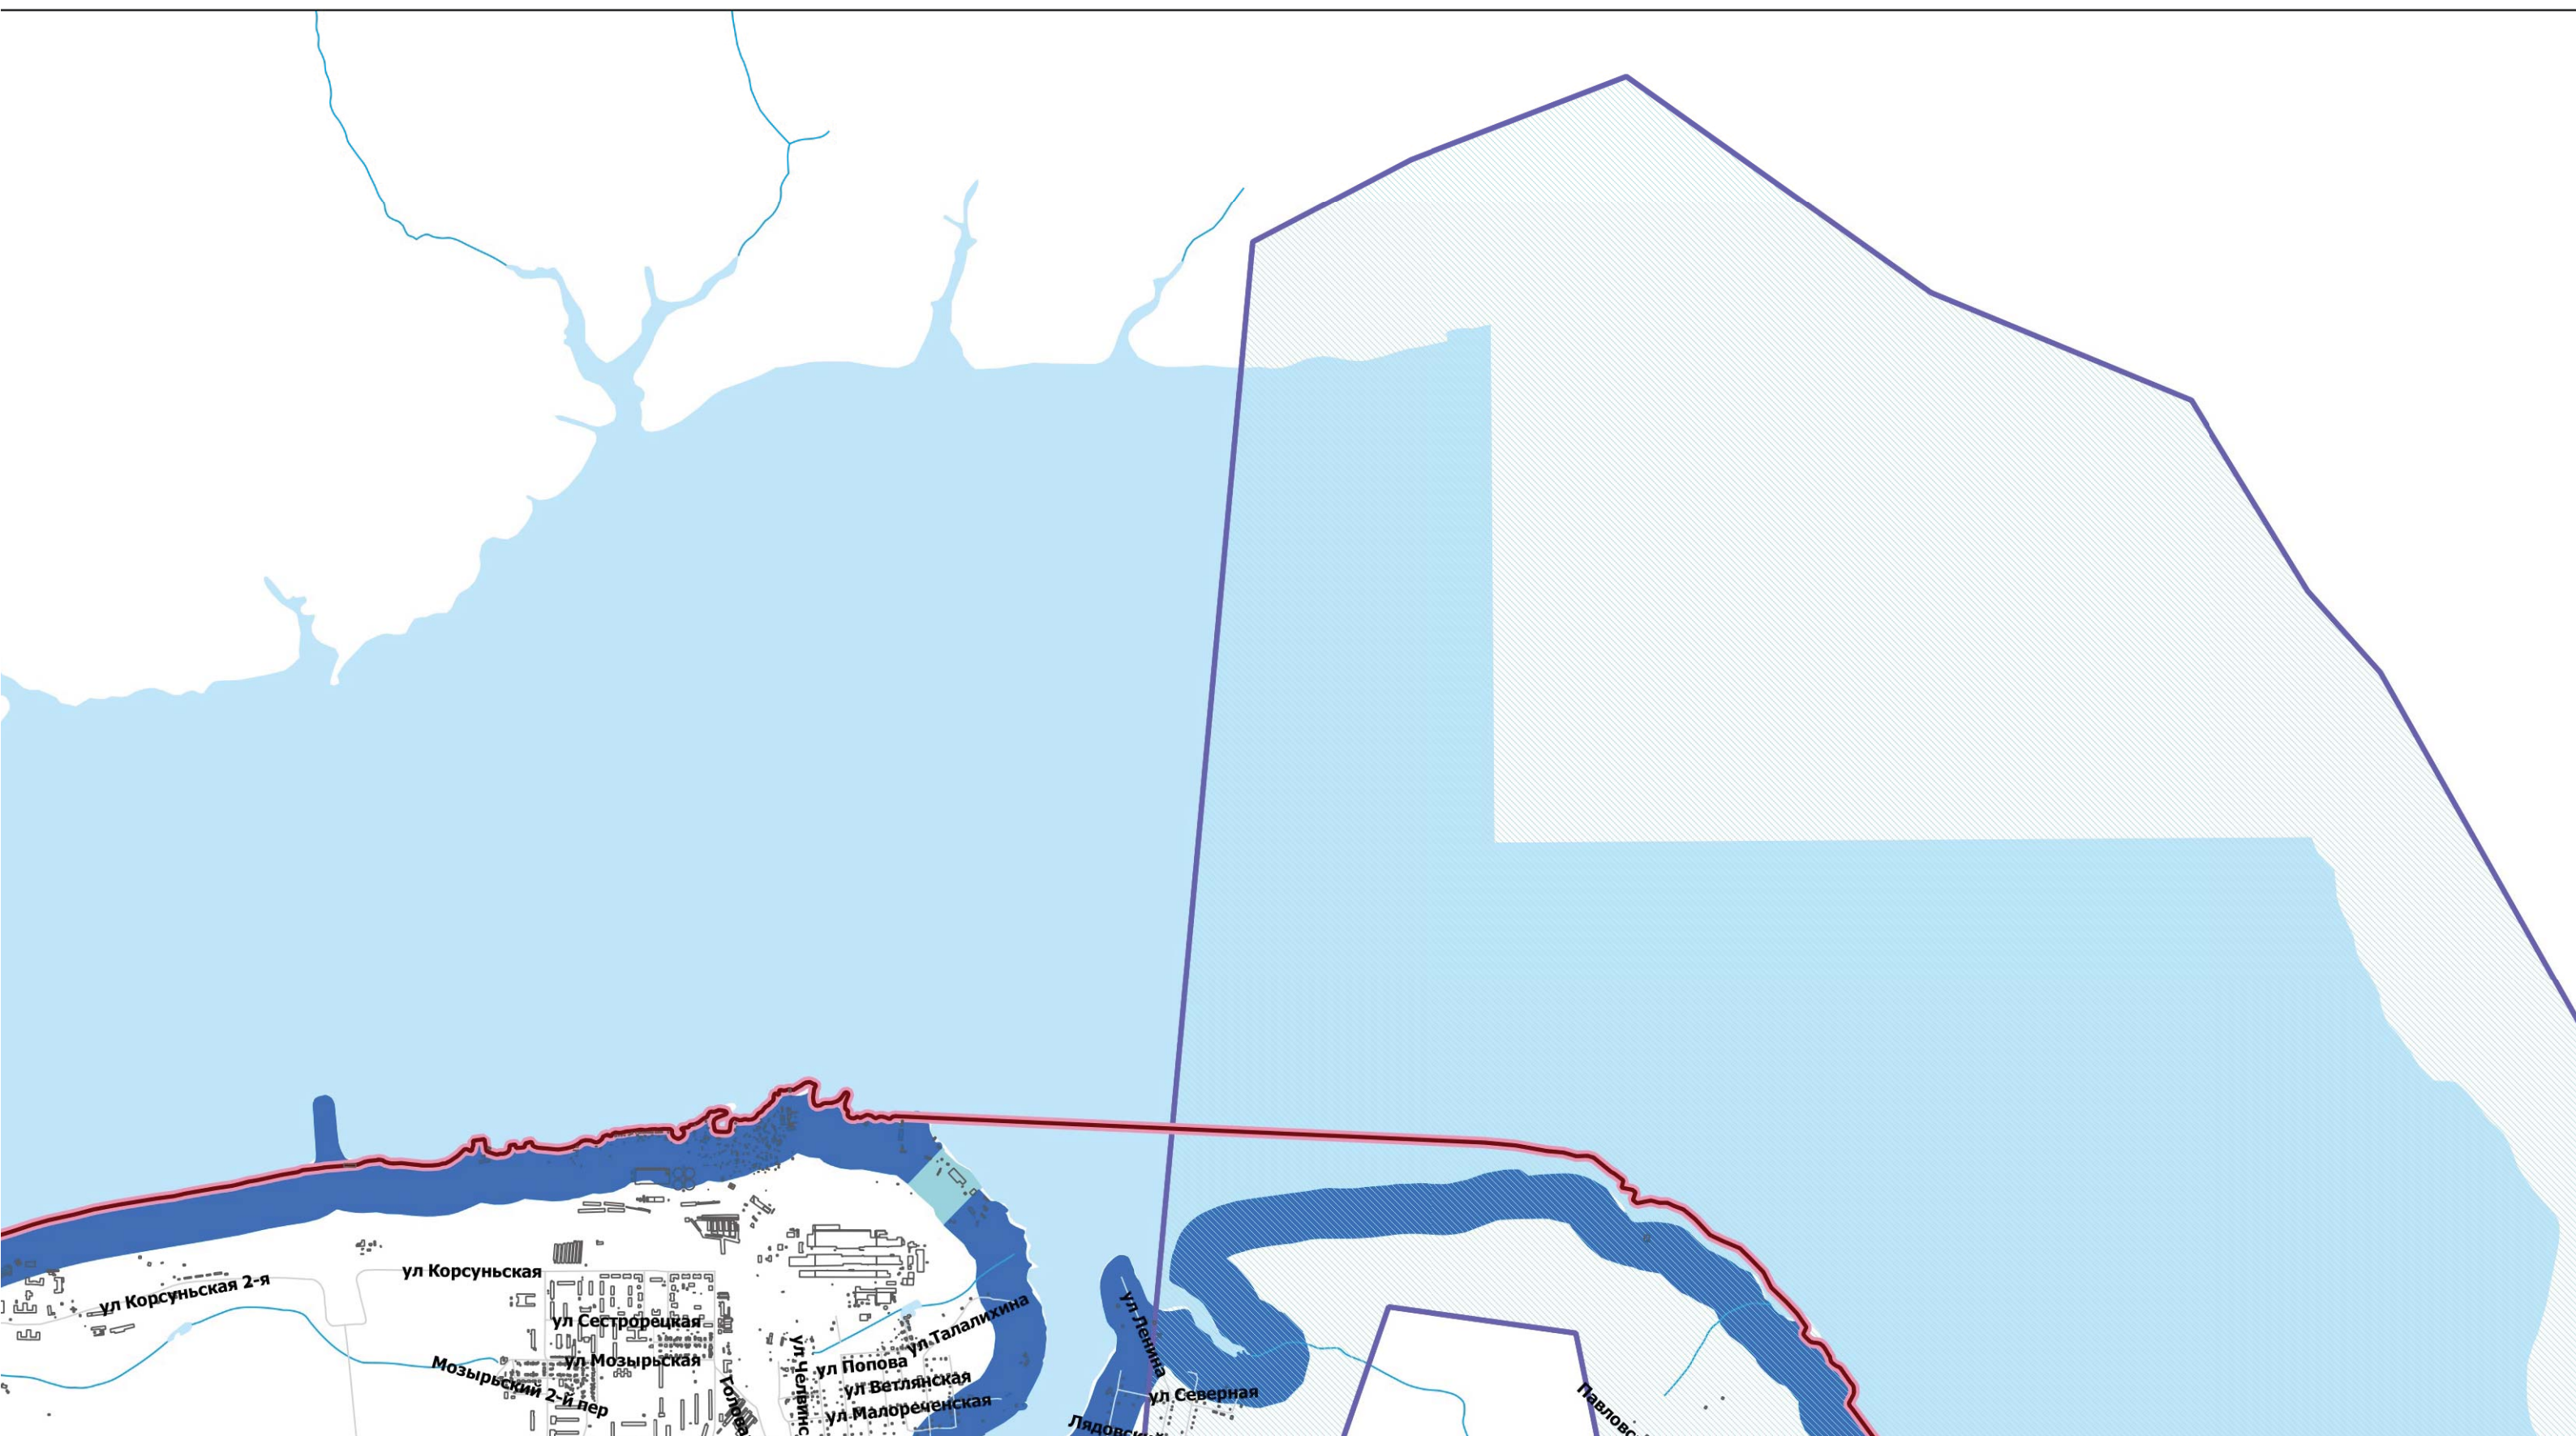 ул Корсуньская 2-я
ул Корсуньская
ул Сестрорецкая
ул Мозырьская
Мозырьский 2-й пер
ул Талалихина
ул Попова
ул Ветлянская
ул Малореченская
ул Ленина
ул Северная